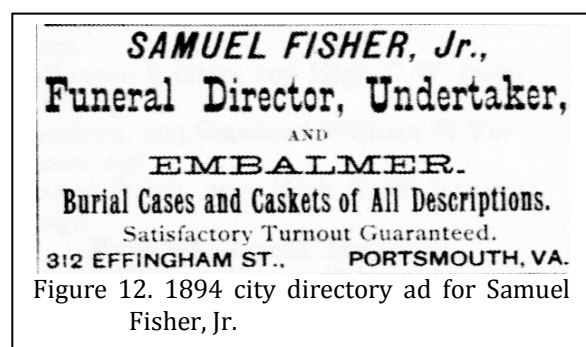 SAMUEL FISHER, Jr.,
Funeral Director, Undertaker,
AND
EMBALMER.
Burial Cases and Caskets of All Descriptions.
Satisfactory Turnout Guaranteed.
312 EFFINGHAM ST.. PORTSMOUTH, VA.
Figure 12. 1894 city directory ad for Samuel
Fisher, Jr.